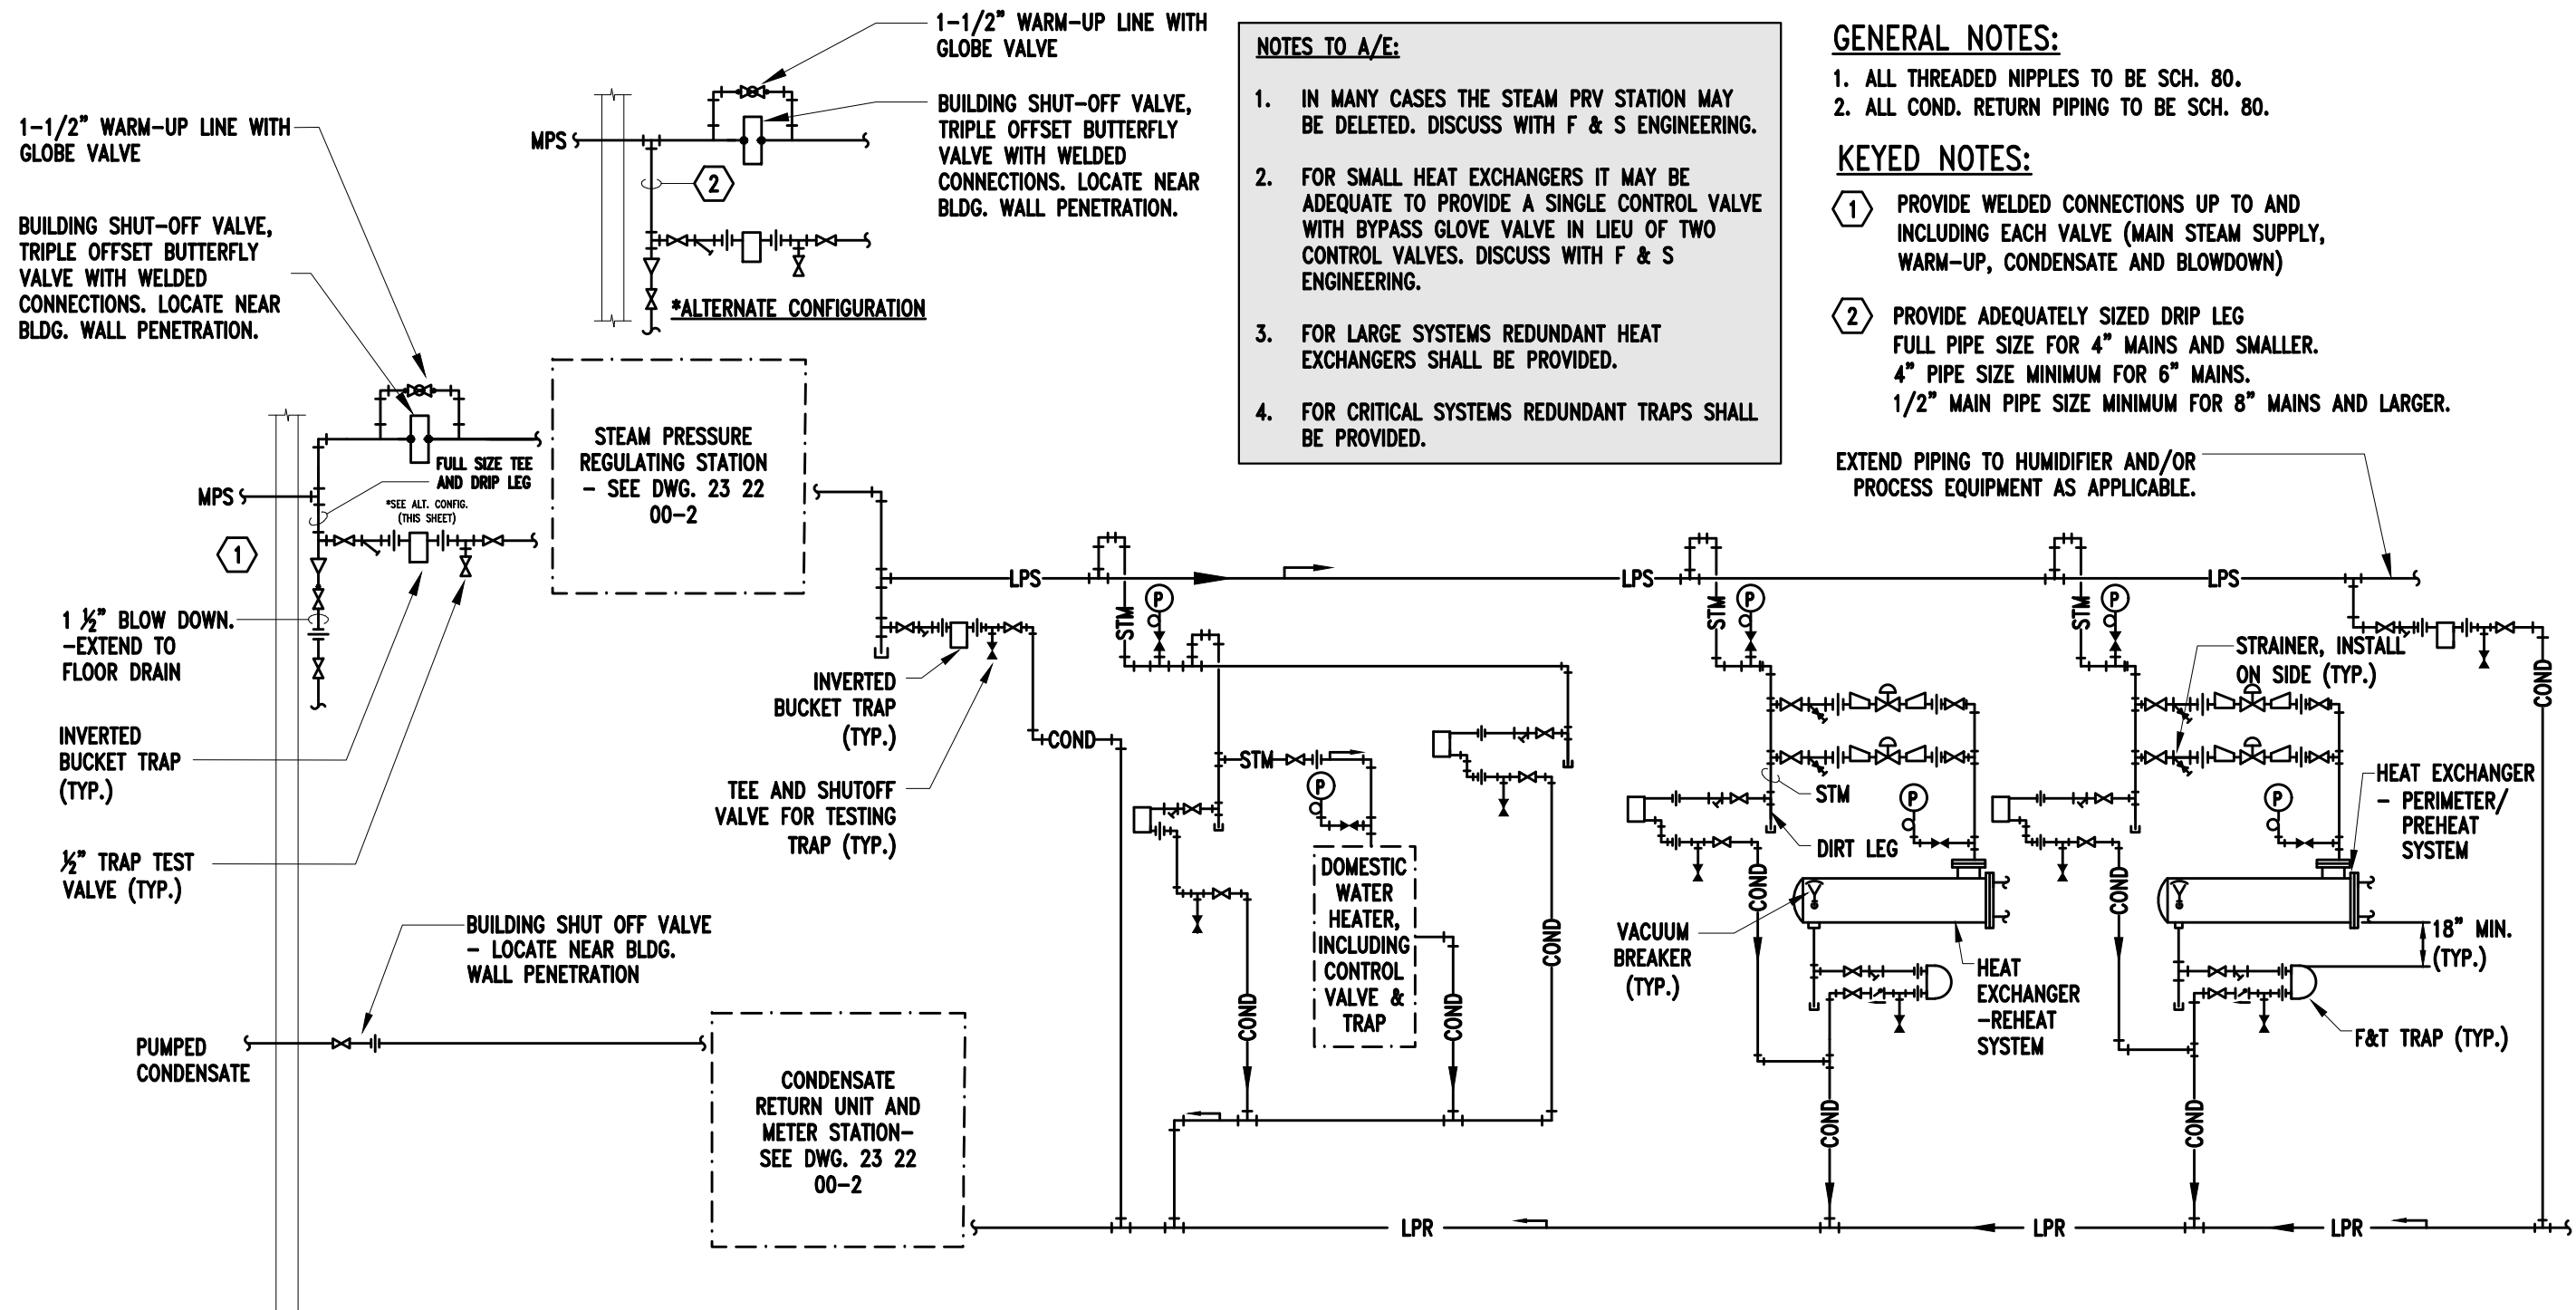 1-1/2" WARM-UP LINE WITH
GLOBE VALVE
BUILDING SHUT-OFF VALVE,
TRIPLE OFFSET BUTTERFLY
VALVE WITH WELDED
CONNECTIONS. LOCATE NEAR
BLDG. WALL PENETRATION.
MPS
2
*ALTERNATE CONFIGURATION
1-1/2" WARM-UP LINE WITH
GLOBE VALVE
BUILDING SHUT-OFF VALVE,
TRIPLE OFFSET BUTTERFLY
VALVE WITH WELDED
CONNECTIONS. LOCATE NEAR
BLDG. WALL PENETRATION.
NOTES TO A/E:
1. IN MANY CASES THE STEAM PRV STATION MAY
BE DELETED. DISCUSS WITH F & S ENGINEERING.
2. FOR SMALL HEAT EXCHANGERS IT MAY BE
ADEQUATE TO PROVIDE A SINGLE CONTROL VALVE
WITH BYPASS GLOVE VALVE IN LIEU OF TWO
CONTROL VALVES. DISCUSS WITH F & S
ENGINEERING.
3. FOR LARGE SYSTEMS REDUNDANT HEAT
EXCHANGERS SHALL BE PROVIDED.
4. FOR CRITICAL SYSTEMS REDUNDANT TRAPS SHALL
BE PROVIDED.
GENERAL NOTES:
1. ALL THREADED NIPPLES TO BE SCH. 80.
2. ALL COND. RETURN PIPING TO BE SCH. 80.
KEYED NOTES:
1 PROVIDE WELDED CONNECTIONS UP TO AND
INCLUDING EACH VALVE (MAIN STEAM SUPPLY,
WARM-UP, CONDENSATE AND BLOWDOWN)
2 PROVIDE ADEQUATELY SIZED DRIP LEG
FULL PIPE SIZE FOR 4" MAINS AND SMALLER.
4" PIPE SIZE MINIMUM FOR 6" MAINS.
1/2" MAIN PIPE SIZE MINIMUM FOR 8" MAINS AND LARGER.
EXTEND PIPING TO HUMIDIFIER AND/OR
PROCESS EQUIPMENT AS APPLICABLE.
MPS
FULL SIZE TEE
AND DRIP LEG
*SEE ALT. CONFIG.
(THIS SHEET)
1
STEAM PRESSURE
REGULATING STATION
- SEE DWG. 23 22
00-2
1 ½" BLOW DOWN.
-EXTEND TO
FLOOR DRAIN
INVERTED
BUCKET TRAP
(TYP.)
½" TRAP TEST
VALVE (TYP.)
LPS
LPS
LPS
STM
P
STM
P
STM
P
INVERTED
BUCKET TRAP
(TYP.)
COND
TEE AND SHUTOFF
VALVE FOR TESTING
TRAP (TYP.)
STM
P
DOMESTIC
WATER
HEATER,
INCLUDING
CONTROL
VALVE &
TRAP
COND
COND
COND
STM
P
DIRT LEG
COND
VACUUM
BREAKER
(TYP.)
HEAT
EXCHANGER
-REHEAT
SYSTEM
COND
STRAINER, INSTALL
ON SIDE (TYP.)
P
COND
COND
HEAT EXCHANGER
- PERIMETER/
PREHEAT
SYSTEM
18" MIN.
(TYP.)
F&T TRAP (TYP.)
COND
BUILDING SHUT OFF VALVE
- LOCATE NEAR BLDG.
WALL PENETRATION
PUMPED
CONDENSATE
CONDENSATE
RETURN UNIT AND
METER STATION-
SEE DWG. 23 22
00-2
LPR
LPR
LPR